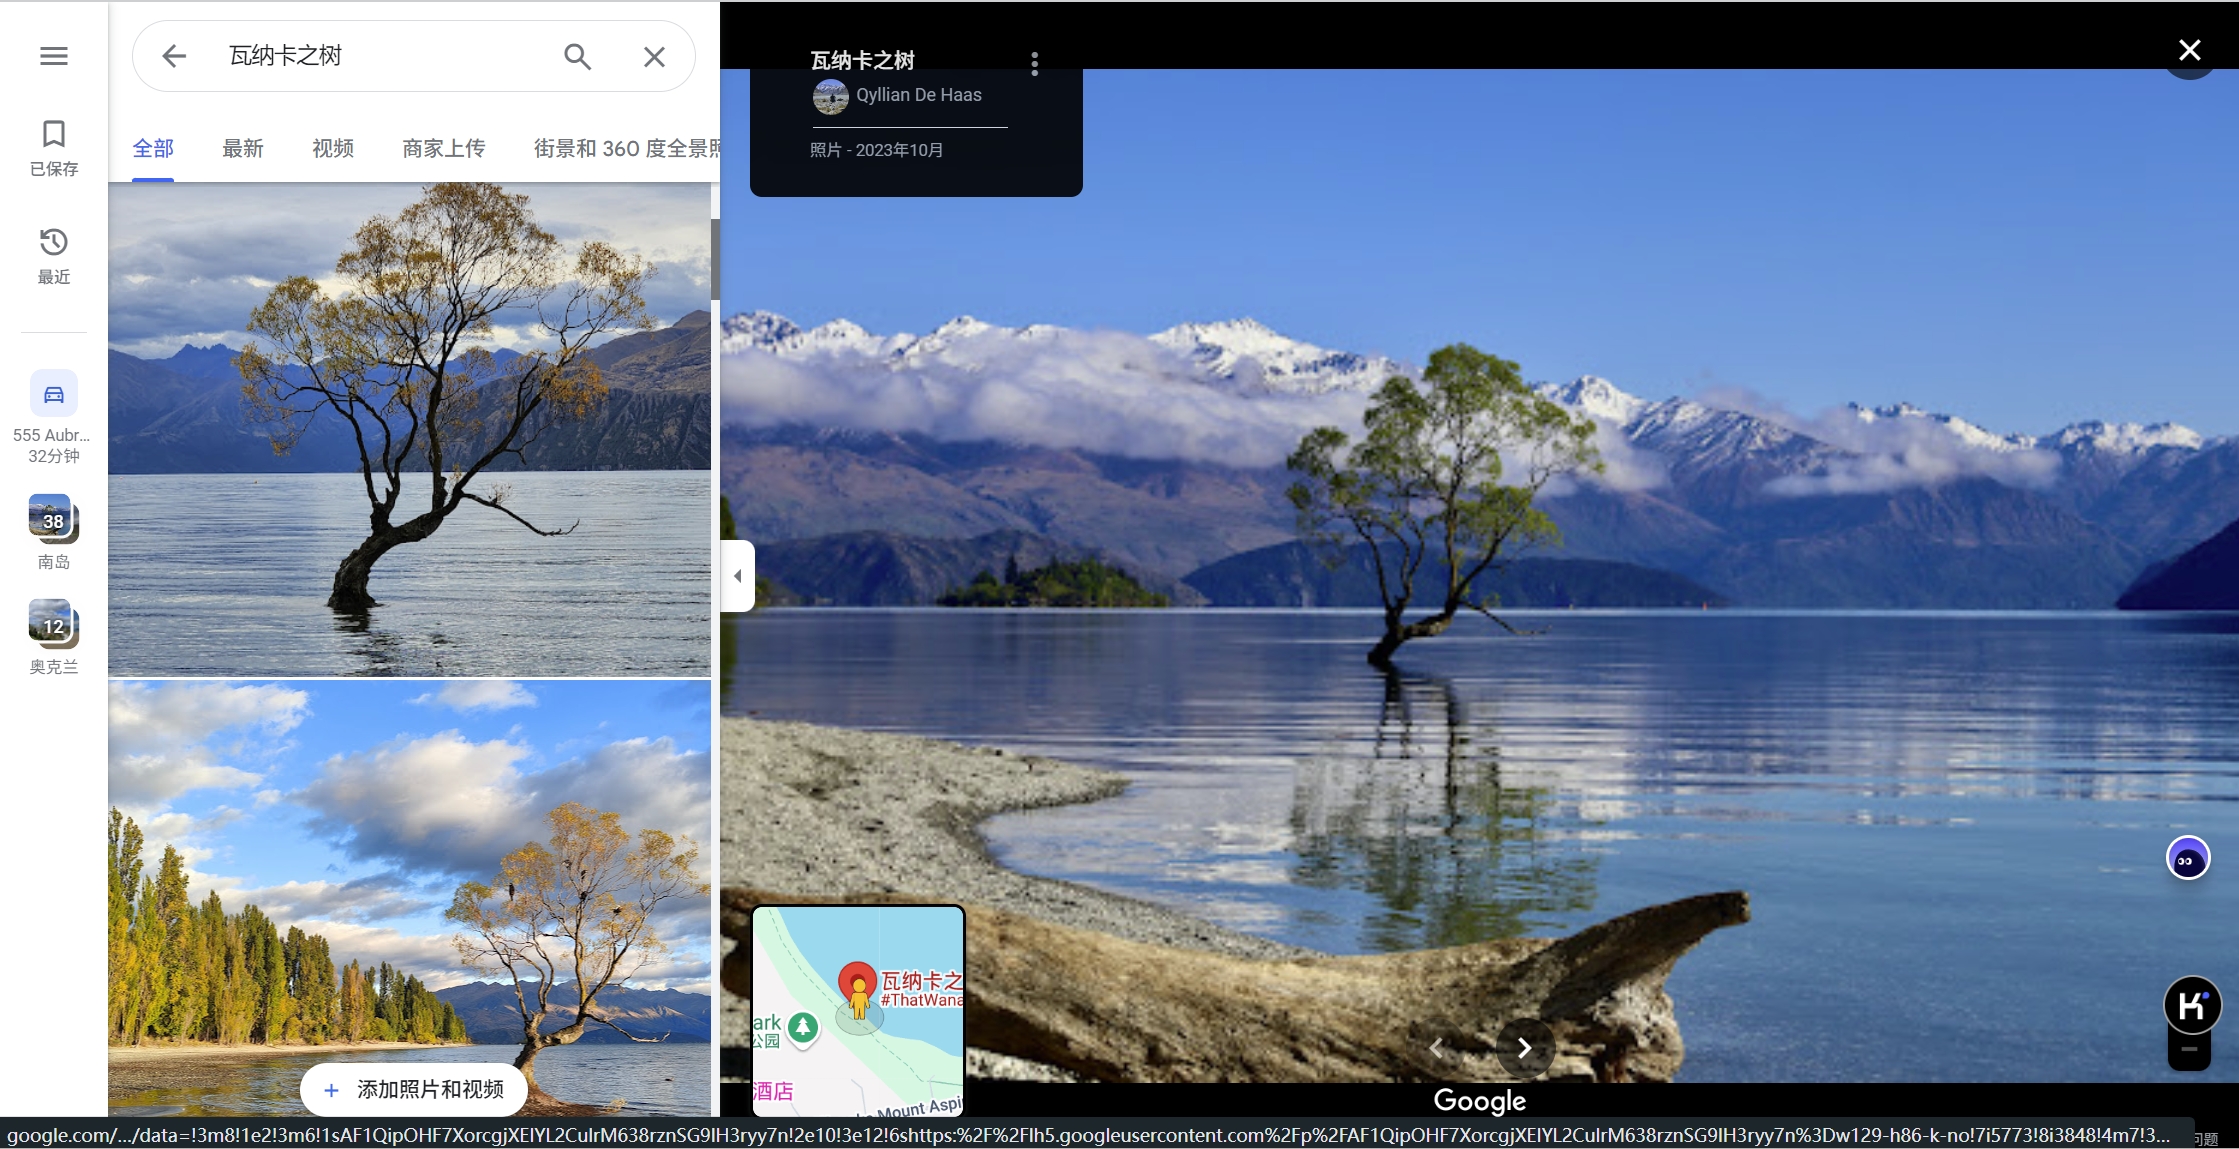 瓦纳卡之树
全部 最新 视频 商家上传 街景和 360 度全景照
已保存
最近
555 Aubr...
32分钟
38
南岛
12
奥克兰
添加照片和视频
瓦纳卡之树
Qyllian De Haas
照片 - 2023年10月
瓦纳卡之
#ThatWana
ark
公园
酒店
Mount Aspi
Google
google.com/.../data=!3m8!1e2!3m6!1sAF1QipOHF7XorcgjXEIYL2CuIrM638rznSG9IH3ryy7n!2e10!3e12!6shttps:%2F%2Flh5.googleusercontent.com%2Fp%2FAF1QipOHF7XorcgjXEIYL2CuIrM638rznSG9IH3ryy7n%3Dw129-h86-k-no!7i5773!8i3848!4m7!3...
问题